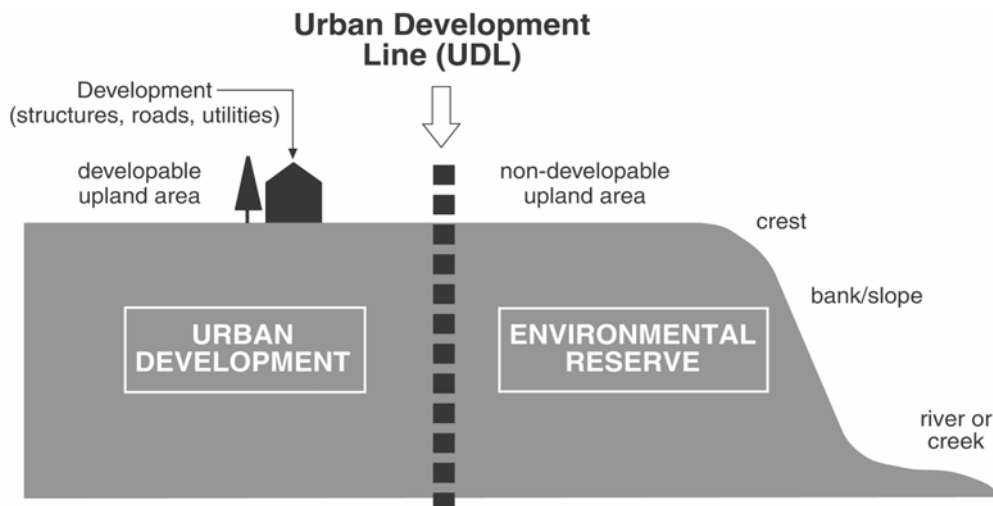 Urban Development
Line (UDL)
Development
(structures, roads, utilities)
developable
upland area
non-developable
upland area
crest
bank/slope
URBAN
DEVELOPMENT
ENVIRONMENTAL
RESERVE
river or
creek